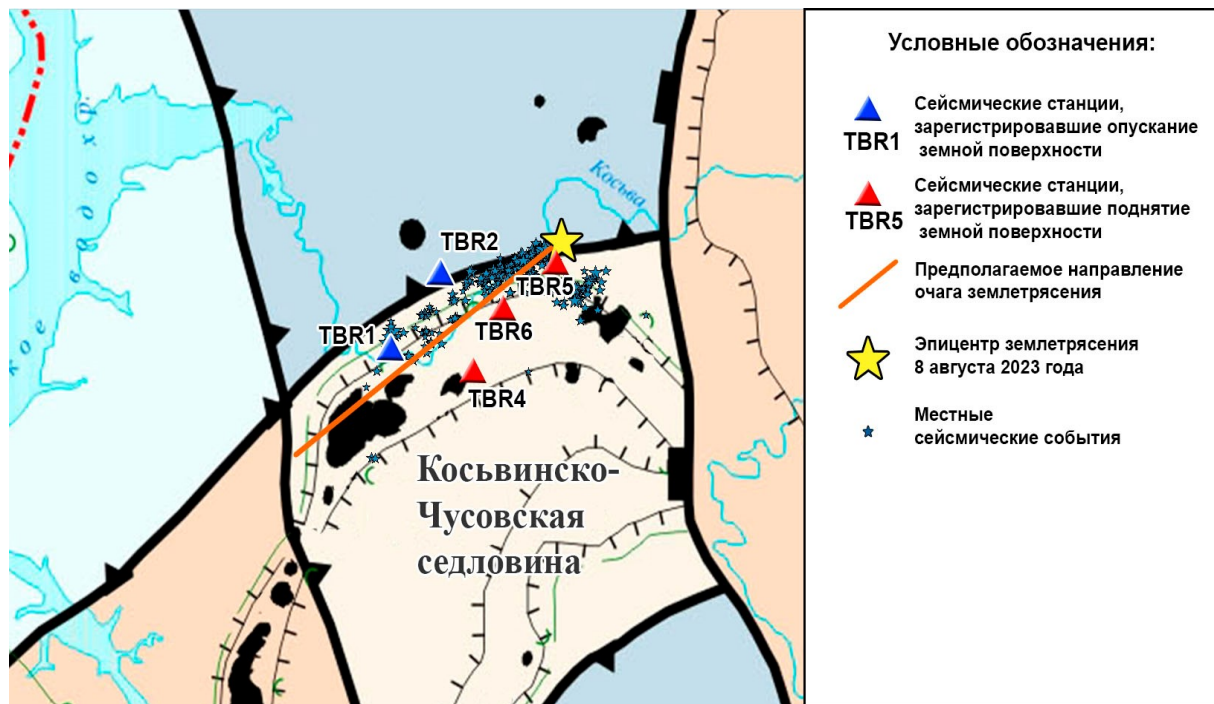 Условные обозначения:
Сейсмические станции,
зарегистрировавшие опускание
земной поверхности
TBR1
Сейсмические станции,
зарегистрировавшие поднятие
земной поверхности
TBR5
Предполагаемое направление
очага землетрясения
Эпицентр землетрясения
8 августа 2023 года
Местные
сейсмические события
Косьва
TBR2
TBR5
TBR1
TBR6
TBR4
Косьвинско-
Чусовская
седловина
кое водохр